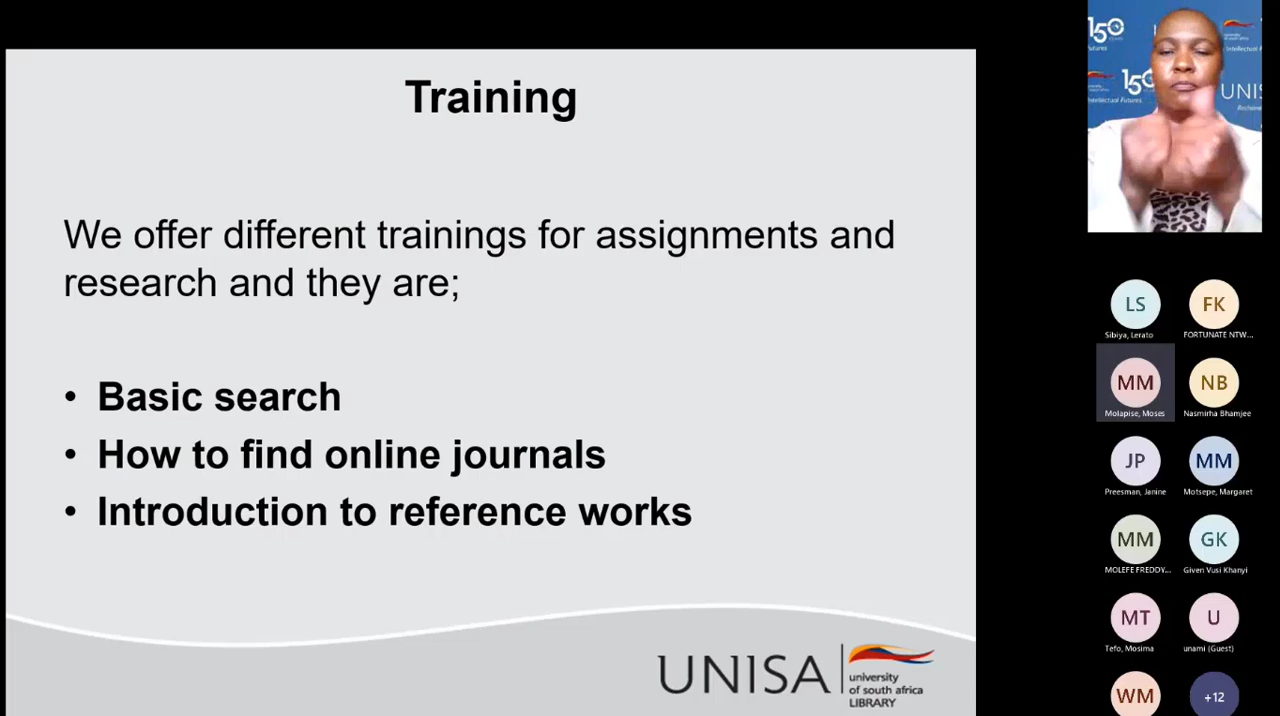 Training
We offer different trainings for assignments and
research and they are;
• Basic search
• How to find online journals
• Introduction to reference works
UNISA
university
of south africa
LIBRARY
150
150
UNIS
LS
Sibiya, Lerato
FK
FORTUNATE NTW...
MM
Molapise, Moses
NB
Nasmirha Bhamjee
JP
Preesman, Janine
MM
Motsepe, Margaret
MM
MOLEFE FREDDY...
GK
Given Vusi Khanyi
MT
Tefo, Mosima
U
unami (Guest)
WM
+12